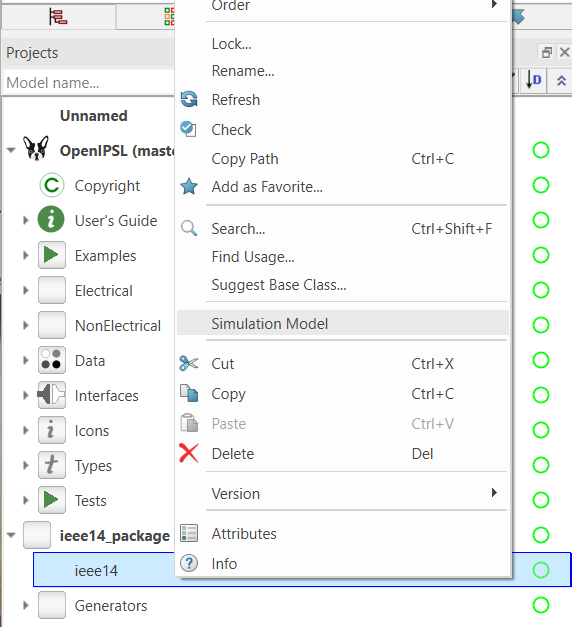 Order
Projects
Lock...
Rename...
Model name...
Refresh
Unnamed
Check
OpenIPSL (maste
Copy Path Ctrl+C
Copyright
Add as Favorite...
User's Guide
Search... Ctrl+Shift+F
Examples
Find Usage...
Electrical
Suggest Base Class...
NonElectrical
Simulation Model
Data
Cut Ctrl+X
Interfaces
Copy Ctrl+C
Icons
Paste Ctrl+V
Types
Delete Del
Tests
Version
ieee14_package
Attributes
ieee14
Info
Generators